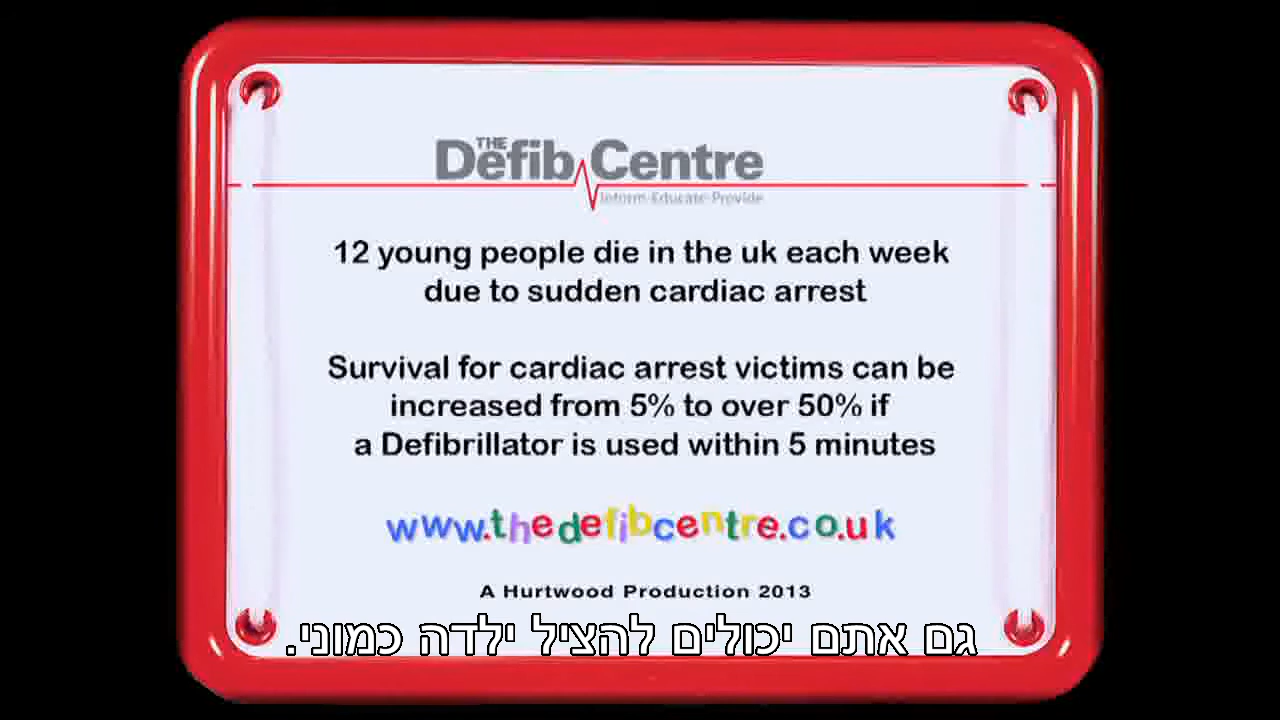 THE
Defib Centre
Inform-Educate-Provide
12 young people die in the uk each week
due to sudden cardiac arrest
Survival for cardiac arrest victims can be
increased from 5% to over 50% if
a Defibrillator is used within 5 minutes
www.thedefibcentre.co.uk
A Hurtwood Production 2013
גם אתם יכולים להציל ילדה כמוני.